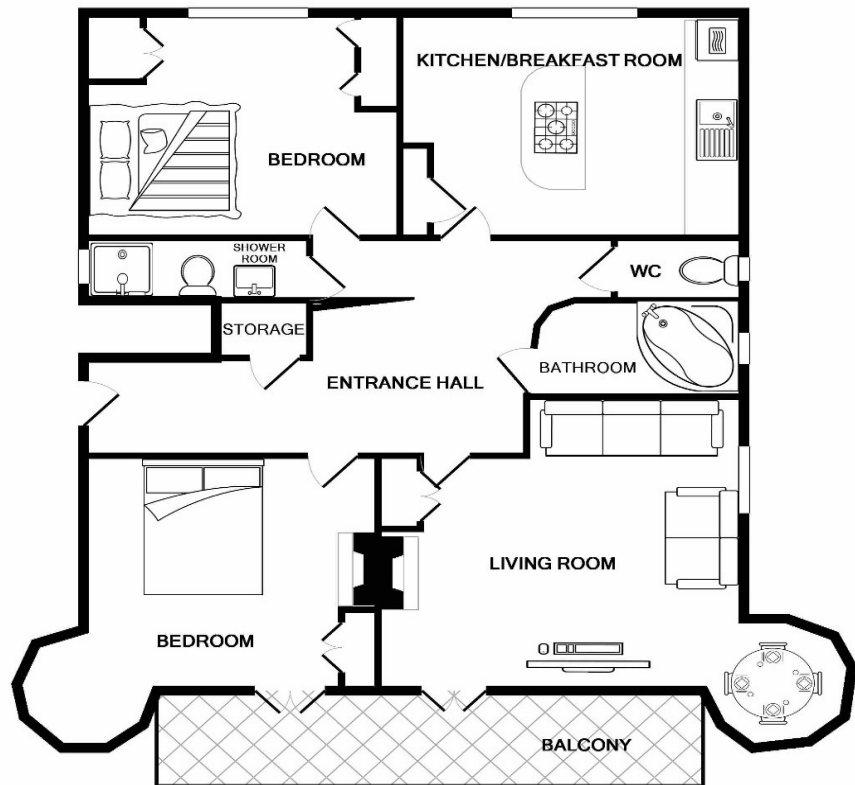 KITCHEN/BREAKFAST ROOM
BEDROOM
SHOWER
ROOM
WC
STORAGE
BATHROOM
ENTRANCE HALL
LIVING ROOM
BEDROOM
BALCONY